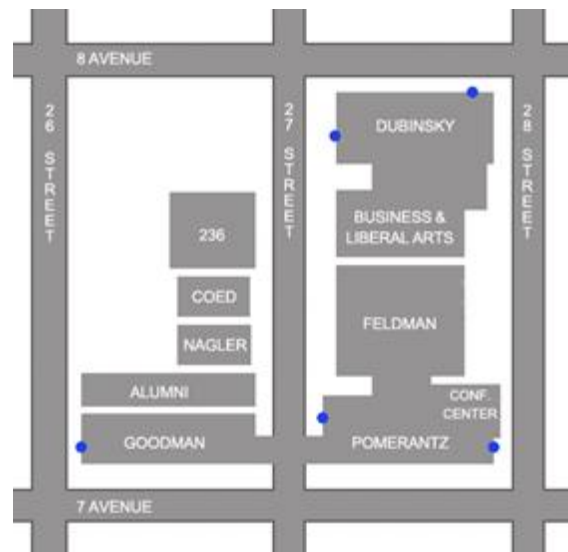 8 AVENUE
26 STREET
27 STREET
28 STREET
DUBINSKY
236
BUSINESS &
LIBERAL ARTS
COED
FELDMAN
NAGLER
ALUMNI
CONF.
CENTER
GOODMAN
POMERANTZ
7 AVENUE